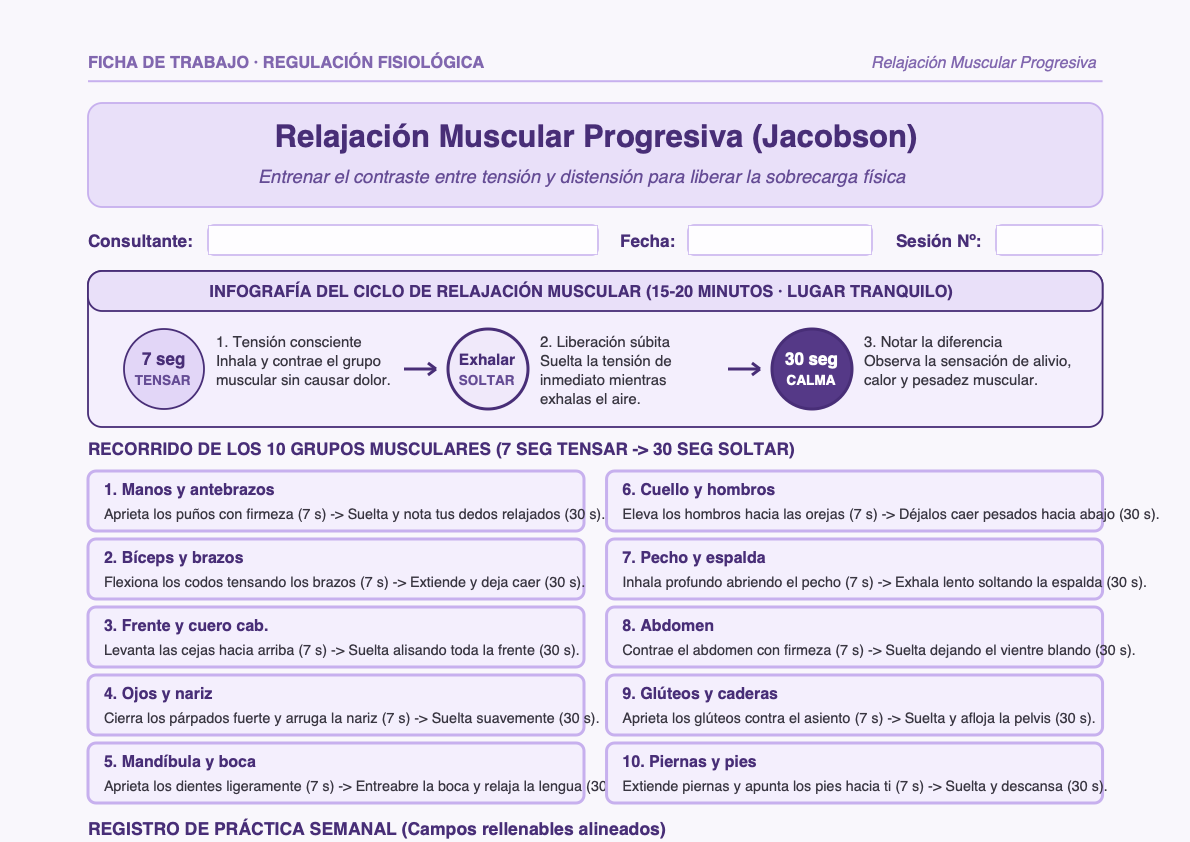 FICHA DE TRABAJO · REGULACIÓN FISIOLÓGICA
Relajación Muscular Progresiva
Relajación Muscular Progresiva (Jacobson)
Entrenar el contraste entre tensión y distensión para liberar la sobrecarga física
Consultante:
Fecha:
Sesión Nº:
INFOGRAFÍA DEL CICLO DE RELAJACIÓN MUSCULAR (15-20 MINUTOS · LUGAR TRANQUILO)
7 seg
TENSAR
1. Tensión consciente
Inhala y contrae el grupo
muscular sin causar dolor.
Exhalar
SOLTAR
2. Liberación súbita
Suelta la tensión de
inmediato mientras
exhalas el aire.
30 seg
CALMA
3. Notar la diferencia
Observa la sensación de alivio,
calor y pesadez muscular.
RECORRIDO DE LOS 10 GRUPOS MUSCULARES (7 SEG TENSAR -> 30 SEG SOLTAR)
1. Manos y antebrazos
Aprieta los puños con firmeza (7 s) -> Suelta y nota tus dedos relajados (30 s).
2. Bíceps y brazos
Flexiona los codos tensando los brazos (7 s) -> Extiende y deja caer (30 s).
3. Frente y cuero cab.
Levanta las cejas hacia arriba (7 s) -> Suelta alisando toda la frente (30 s).
4. Ojos y nariz
Cierra los párpados fuerte y arruga la nariz (7 s) -> Suelta suavemente (30 s).
5. Mandíbula y boca
Aprieta los dientes ligeramente (7 s) -> Entreabre la boca y relaja la lengua (30
6. Cuello y hombros
Eleva los hombros hacia las orejas (7 s) -> Déjalos caer pesados hacia abajo (30 s).
7. Pecho y espalda
Inhala profundo abriendo el pecho (7 s) -> Exhala lento soltando la espalda (30 s).
8. Abdomen
Contrae el abdomen con firmeza (7 s) -> Suelta dejando el vientre blando (30 s).
9. Glúteos y caderas
Aprieta los glúteos contra el asiento (7 s) -> Suelta y afloja la pelvis (30 s).
10. Piernas y pies
Extiende piernas y apunta los pies hacia ti (7 s) -> Suelta y descansa (30 s).
REGISTRO DE PRÁCTICA SEMANAL (Campos rellenables alineados)